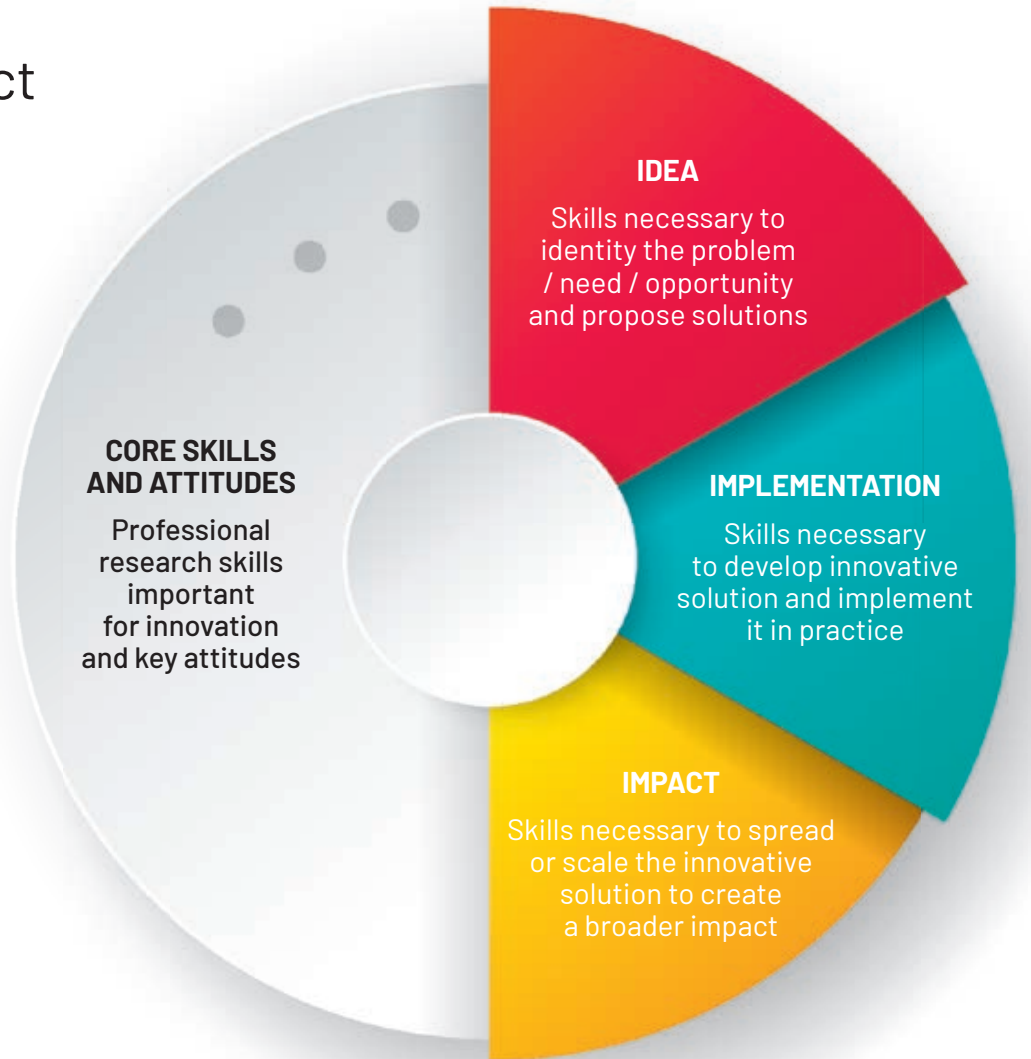 ct
IDEA
Skills necessary to
identity the problem
/ need / opportunity
and propose solutions
CORE SKILLS
AND ATTITUDES
Professional
research skills
important
for innovation
and key attitudes
IMPLEMENTATION
Skills necessary
to develop innovative
solution and implement
it in practice
IMPACT
Skills necessary to spread
or scale the innovative
solution to create
a broader impact